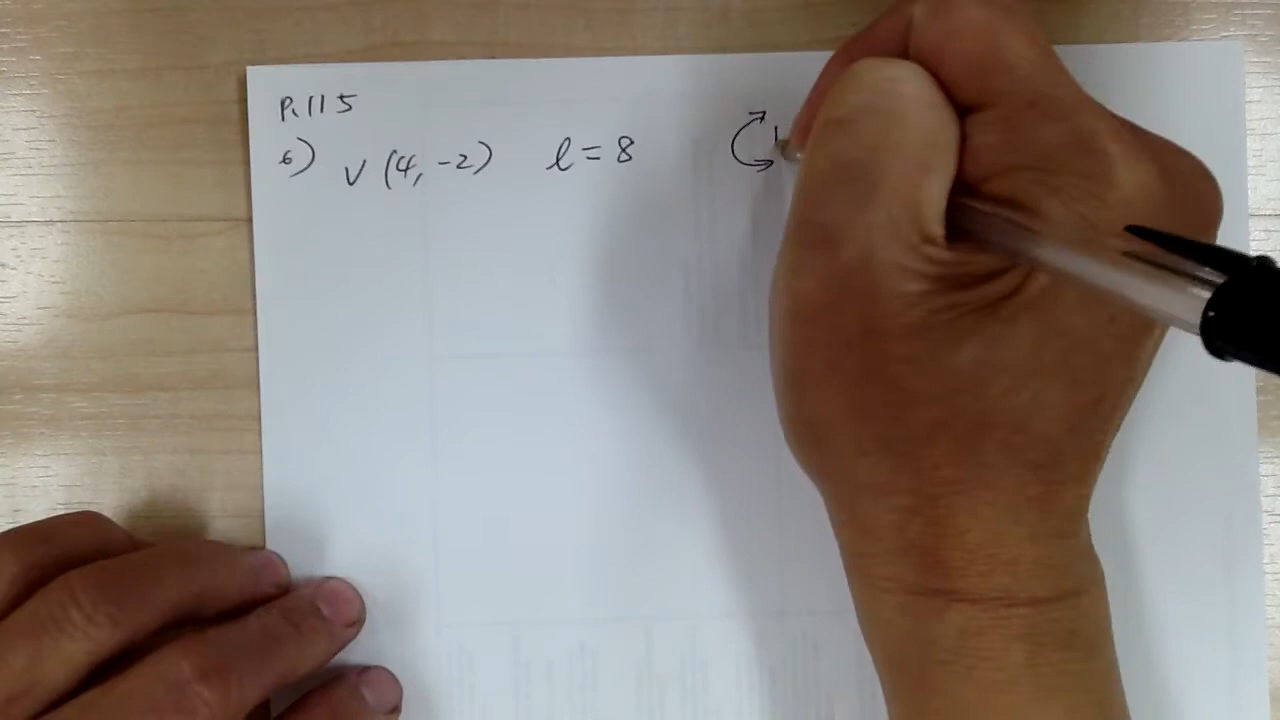 P.115
6) V (4, -2) l = 8